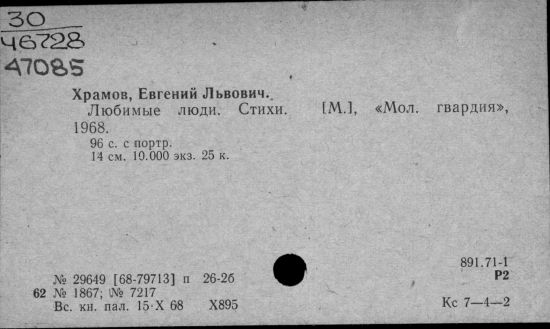 30
Ч6728
47085
Храмов, Евгений Львович.
Любимые люди. Стихи. [М.], «Мол. гвардия»,
1968.
96 с. с портр.
14 см. 10.000 экз. 25 к.
891.71-1
№ 29649 [68-79713] п 26-26
Р2
62 № 1867; № 7217
Вс. кн. пал. 15·X 68 Х895
Кс 7—4—2